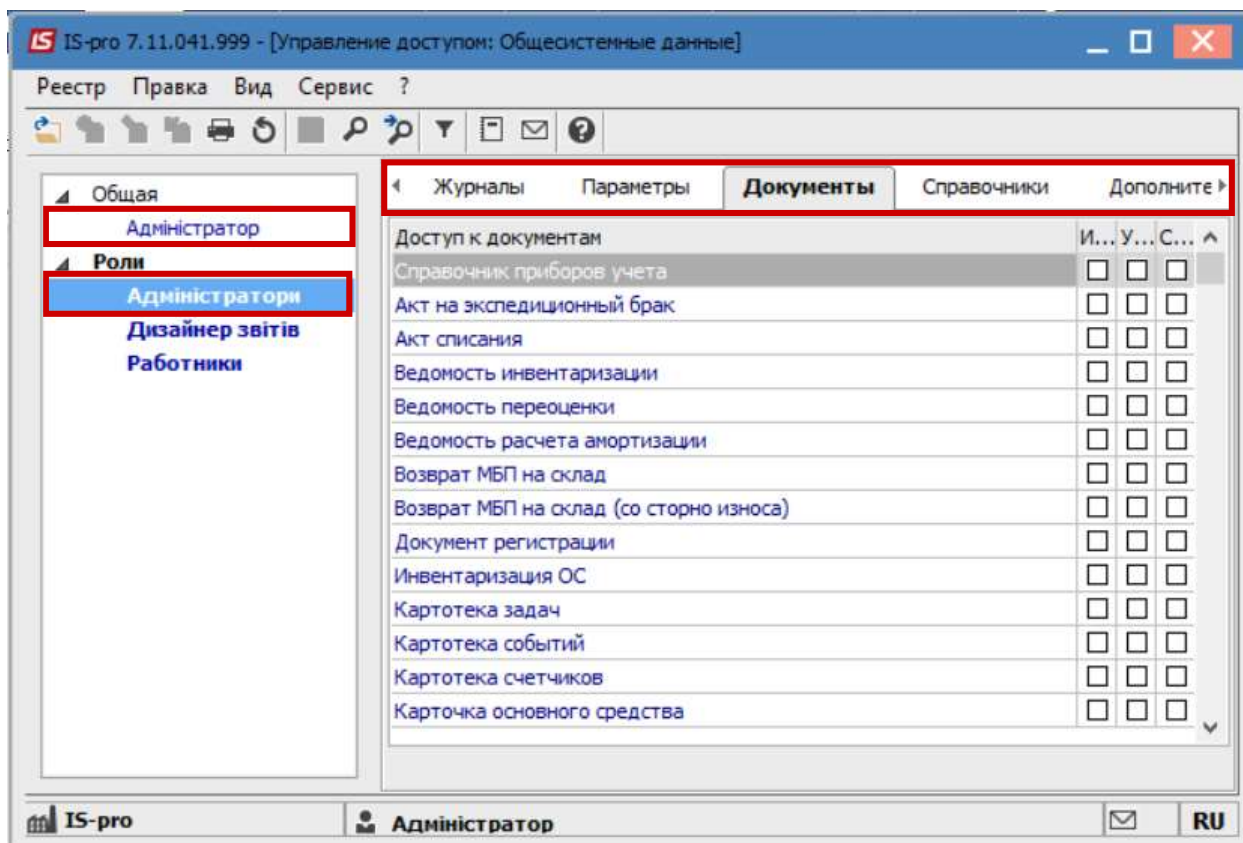 IS IS-pro 7.11.041.999 - [Управление доступом: Общесистемные данные]
Реестр Правка Вид Сервис ?
Общая
Адміністратор
Роли
Адміністратори
Дизайнер звітів
Работники
Журналы Параметры Документы Справочники Дополните
Доступ к документам И... У... С...
Справочник приборов учета
Акт на экспедиционный брак
Акт списания
Ведомость инвентаризации
Ведомость переоценки
Ведомость расчета амортизации
Возврат МБП на склад
Возврат МБП на склад (со сторно износа)
Документ регистрации
Инвентаризация ОС
Картотека задач
Картотека событий
Картотека счетчиков
Карточка основного средства
IS-pro Адміністратор RU